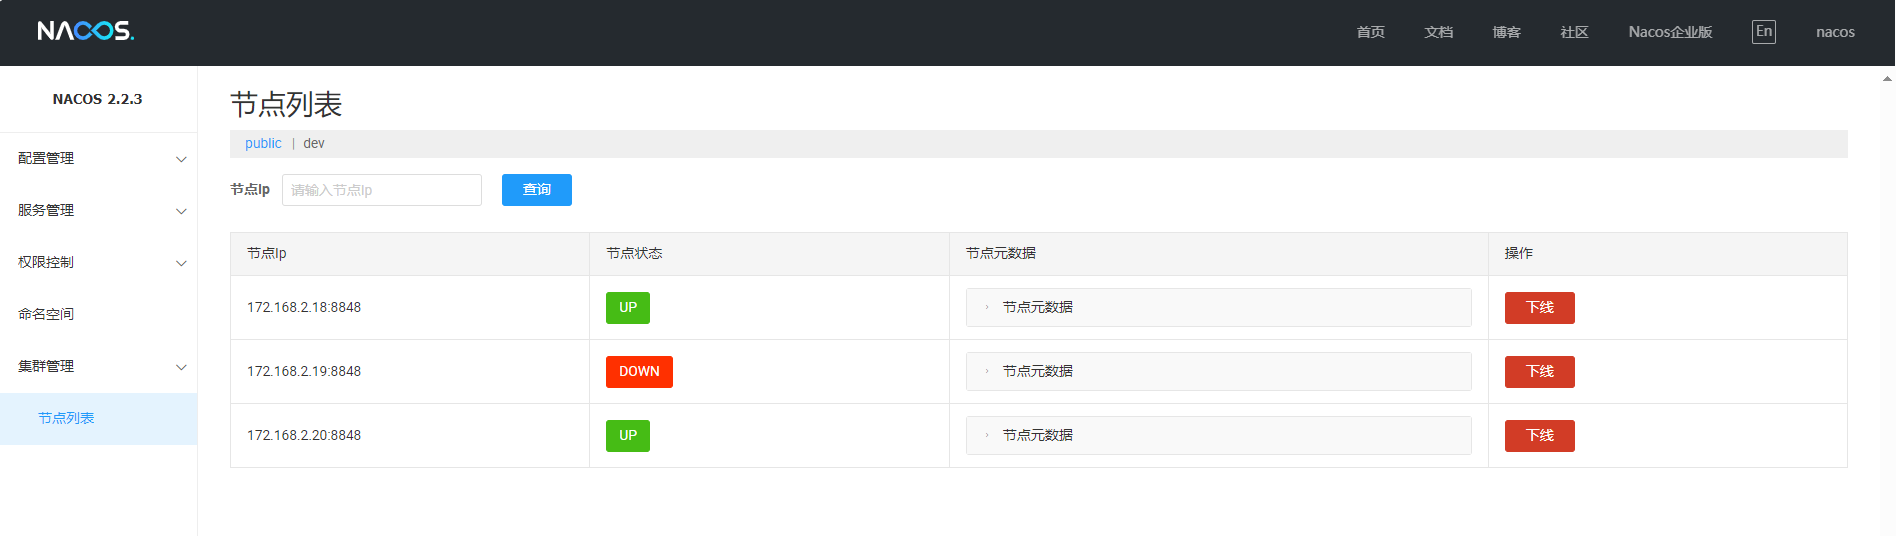 NACOS.
首页 文档 博客 社区 Nacos企业版 En nacos
NACOS 2.2.3
配置管理
服务管理
权限控制
命名空间
集群管理
节点列表
节点列表
public | dev
节点Ip 请输入节点Ip 查询
节点Ip 节点状态 节点元数据 操作
172.168.2.18:8848 UP 节点元数据 下线
172.168.2.19:8848 DOWN 节点元数据 下线
172.168.2.20:8848 UP 节点元数据 下线